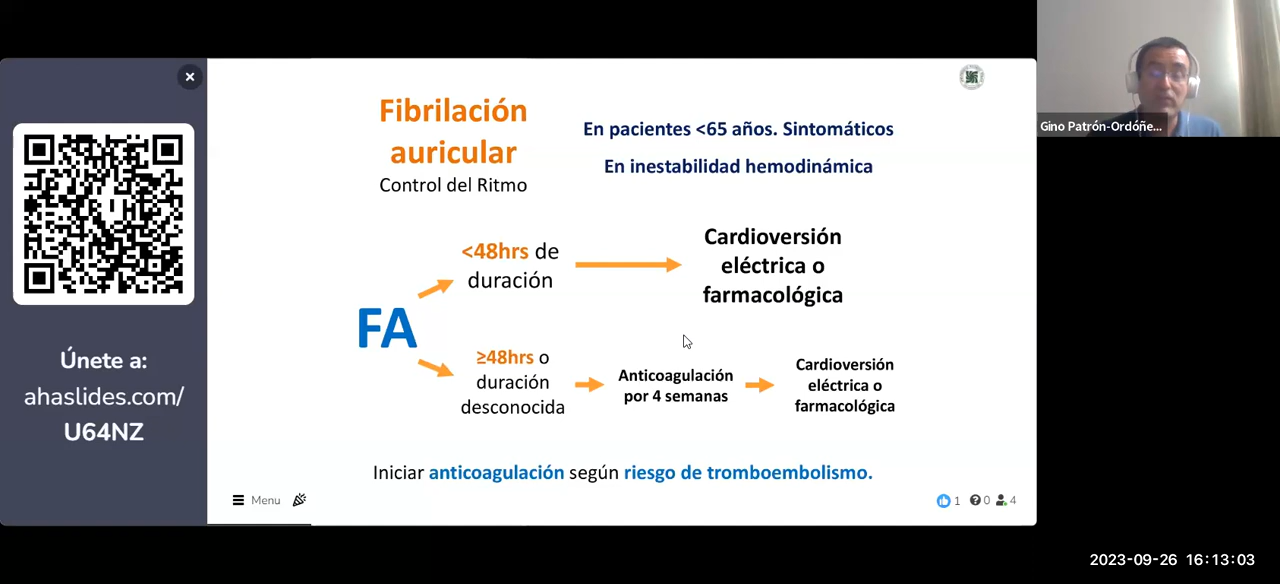 Únete a:
ahaslides.com/
U64NZ
Fibrilación
auricular
Control del Ritmo
En pacientes <65 años. Sintomáticos
En inestabilidad hemodinámica
FA
<48hrs de
duración
Cardioversión
eléctrica o
farmacológica
≥48hrs o
duración
desconocida
Anticoagulación
por 4 semanas
Cardioversión
eléctrica o
farmacológica
Iniciar anticoagulación según riesgo de tromboembolismo.
Menu
1 0 4
Gino Patrón-Ordóñe...
2023-09-26 16:13:03